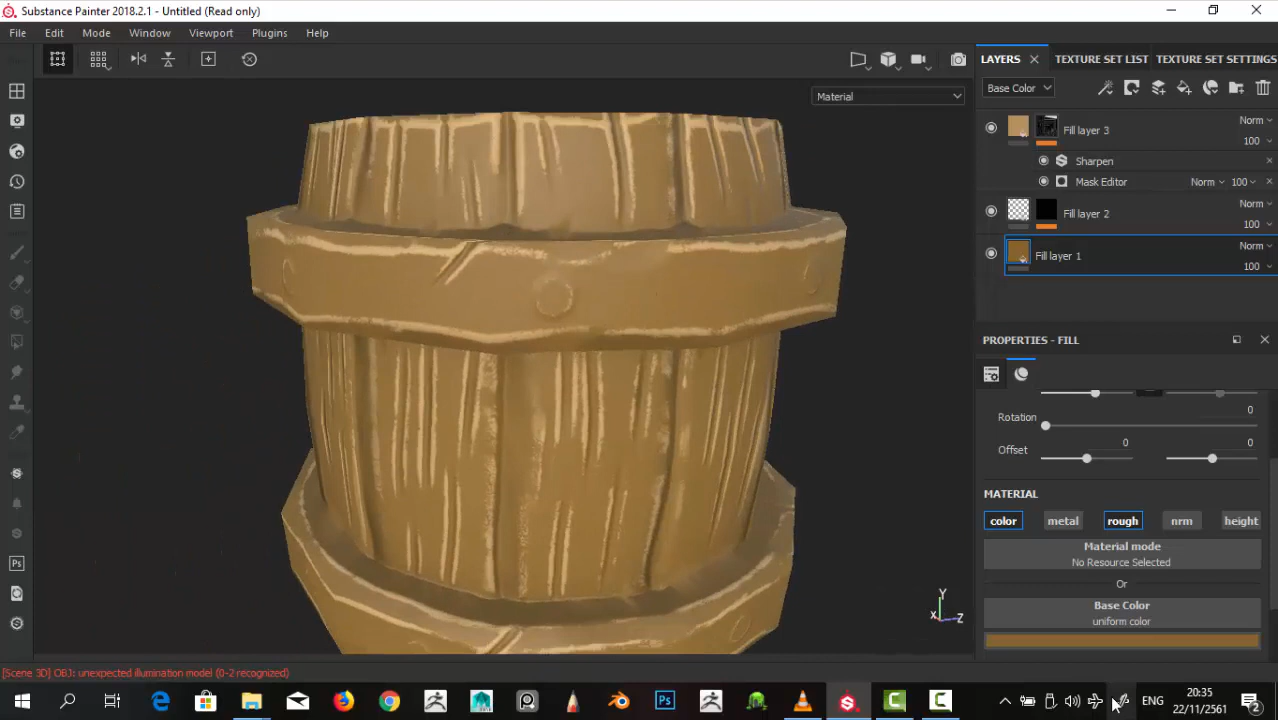 Substance Painter 2018.2.1 - Untitled (Read only)
File Edit Mode Window Viewport Plugins Help
LAYERS TEXTURE SET LIST TEXTURE SET SETTINGS
Material
Base Color
Norm
Fill layer 3
100
Sharpen
Mask Editor Norm 100
Norm
Fill layer 2
100
Norm
Fill layer 1
100
PROPERTIES - FILL
0
Rotation
0 0
Offset
MATERIAL
color metal rough nrm height
Material mode
No Resource Selected
Or
Base Color
uniform color
Y
X Z
[Scene 3D] OBJ: unexpected illumination model (0-2 recognized)
Ps
Ps
ENG
20:35
22/11/2561
2